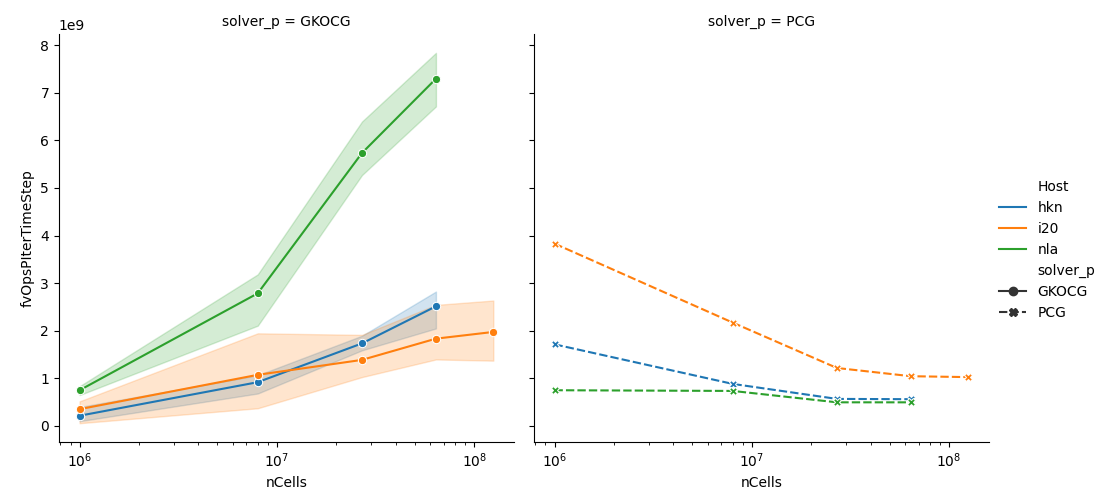 solver_p = GKOCG
solver_p = PCG
1e9
8
7
6
5
4
3
2
1
0
fvOpsPIterTimeStep
10^6
10^7
10^8
nCells
10^6
10^7
10^8
nCells
Host
hkn
i20
nla
solver_p
GKOCG
PCG